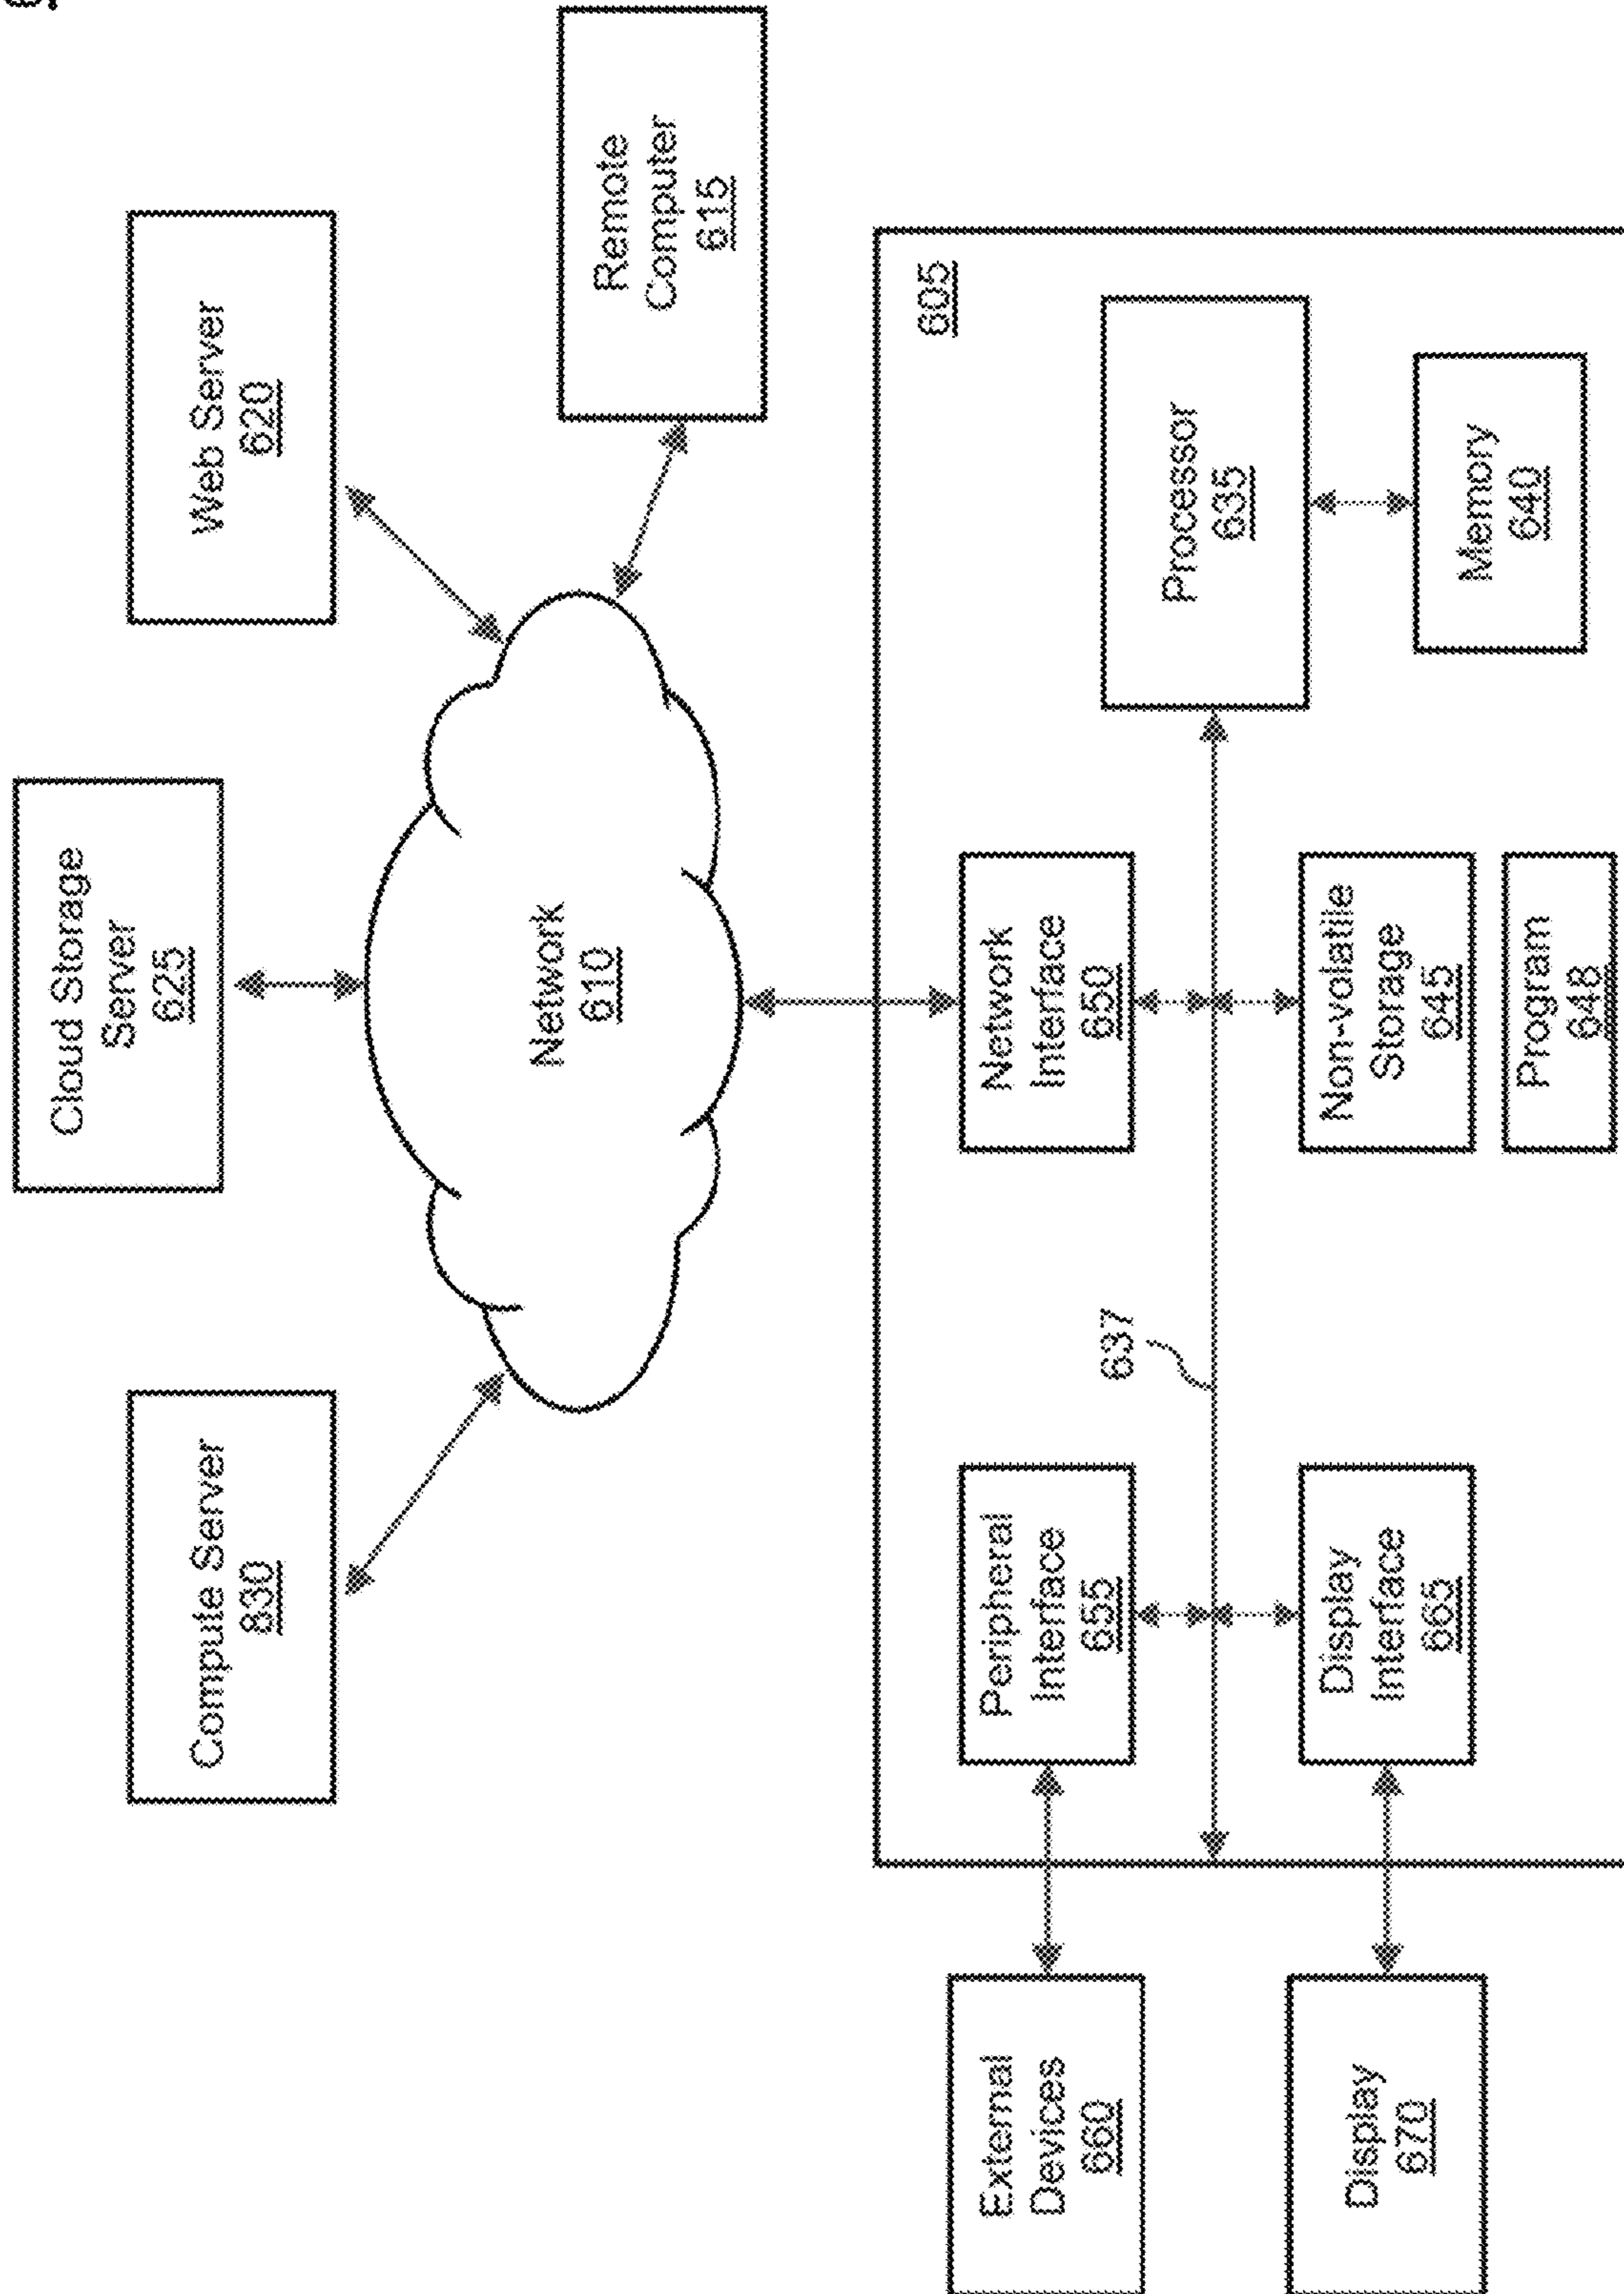 Cloud Storage
Server
625
Compute Server
830
Web Server
620
Network
610
Remote
Computer
615
605
External
Devices
660
Peripheral
Interface
655
637
Network
Interface
650
Processor
635
Display
670
Display
Interface
665
Non-volatile
Storage
645
Memory
640
Program
648